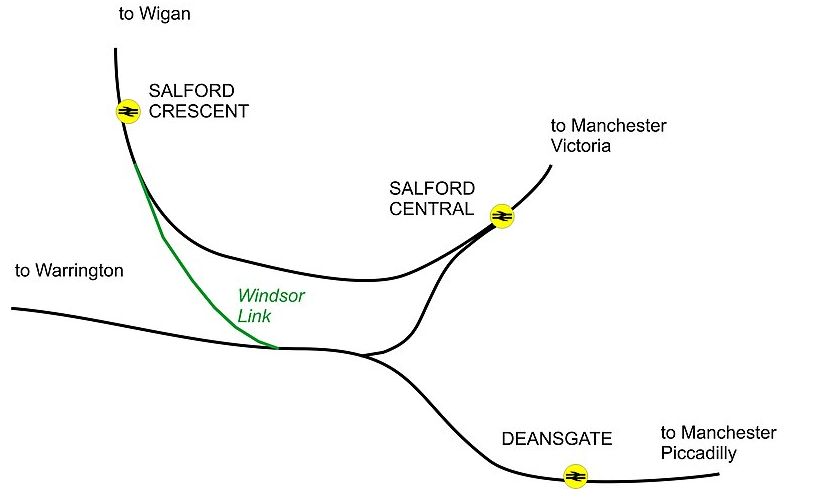 to Wigan
SALFORD
CRESCENT
to Manchester
Victoria
SALFORD
CENTRAL
to Warrington
Windsor
Link
DEANSGATE
to Manchester
Piccadilly